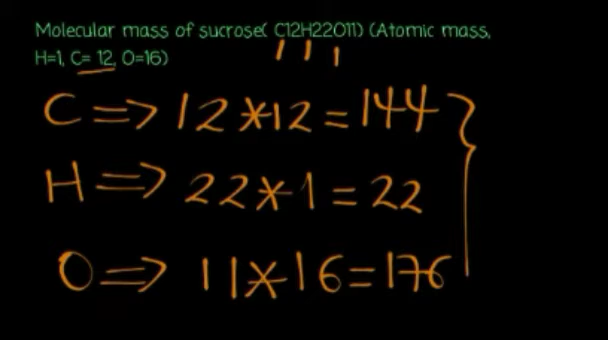 Molecular mass of sucrose( C12H22O11) (Atomic mass,
H=1, C= 12, O=16)
C => 12*12=144
H => 22*1=22
O => 11*16=176